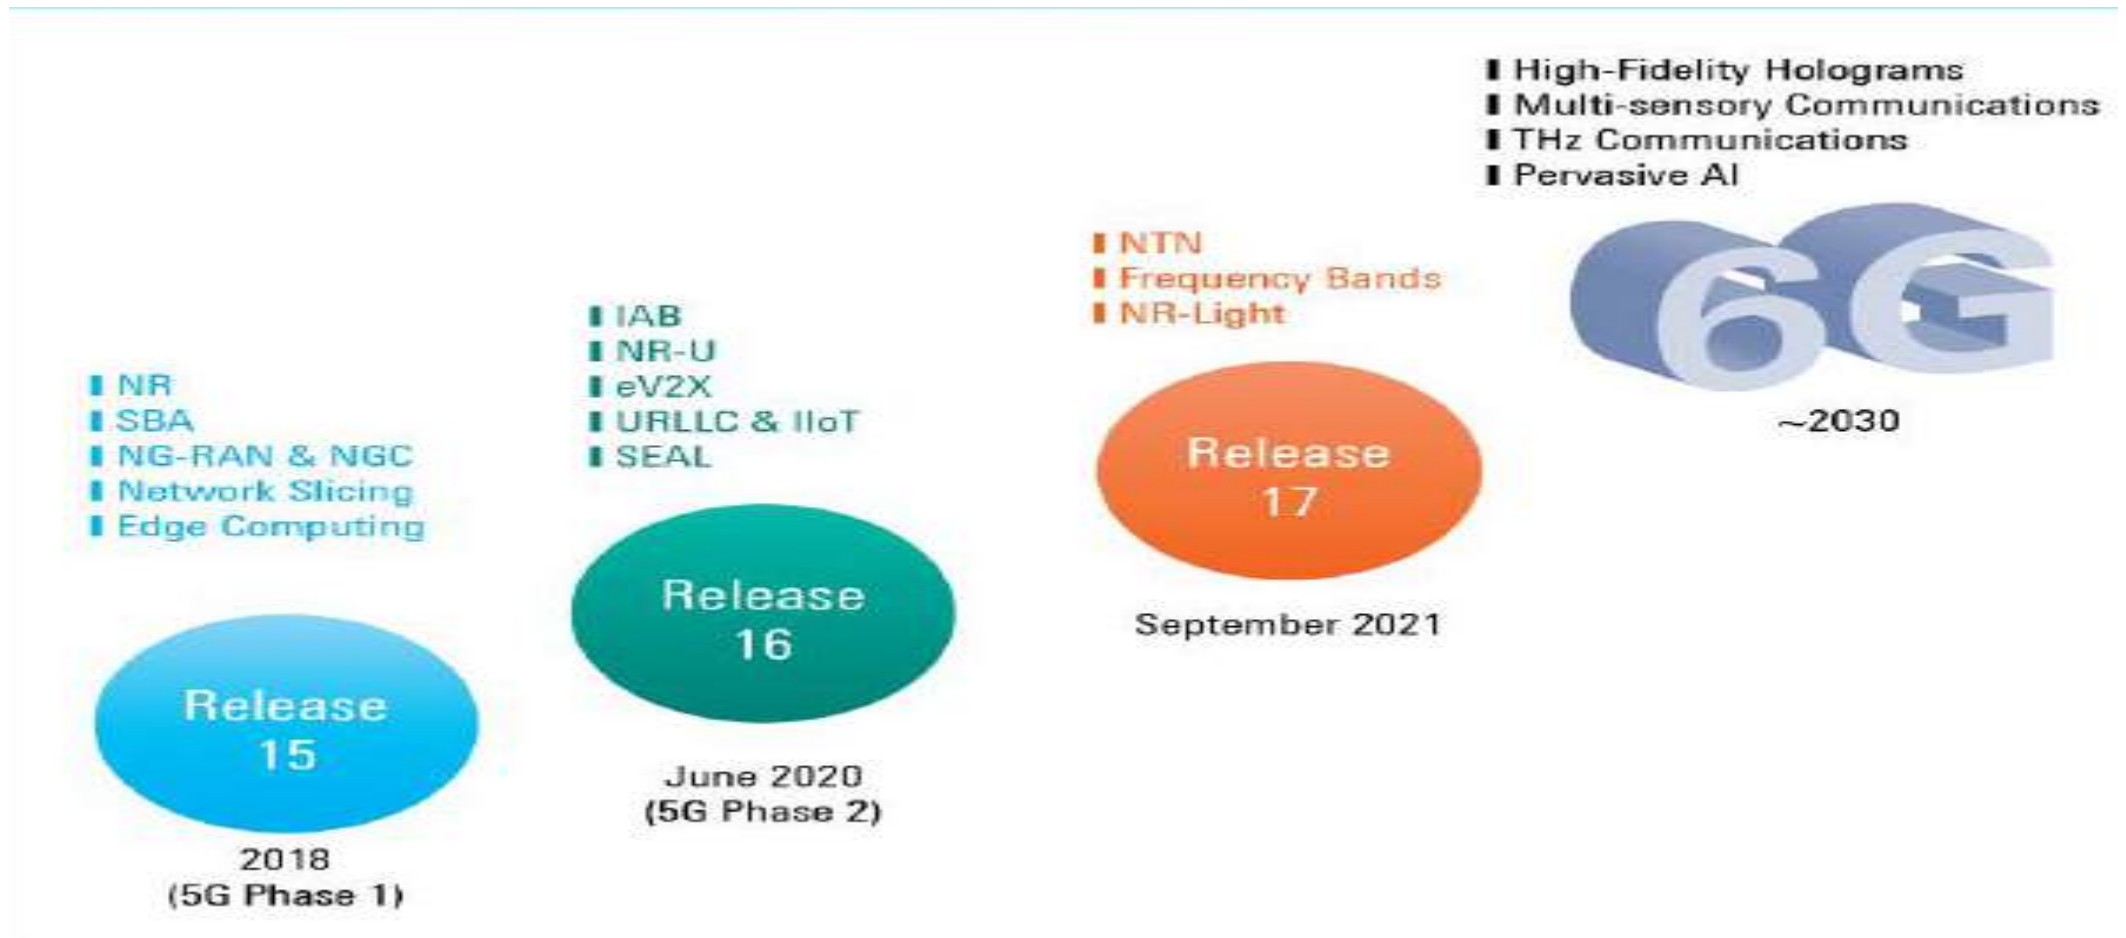 NR
SBA
NG-RAN & NGC
Network Slicing
Edge Computing
Release
15
2018
(5G Phase 1)
IAB
NR-U
eV2X
URLLC & IIoT
SEAL
Release
16
June 2020
(5G Phase 2)
NTN
Frequency Bands
NR-Light
Release
17
September 2021
High-Fidelity Holograms
Multi-sensory Communications
THz Communications
Pervasive AI
6G
~2030